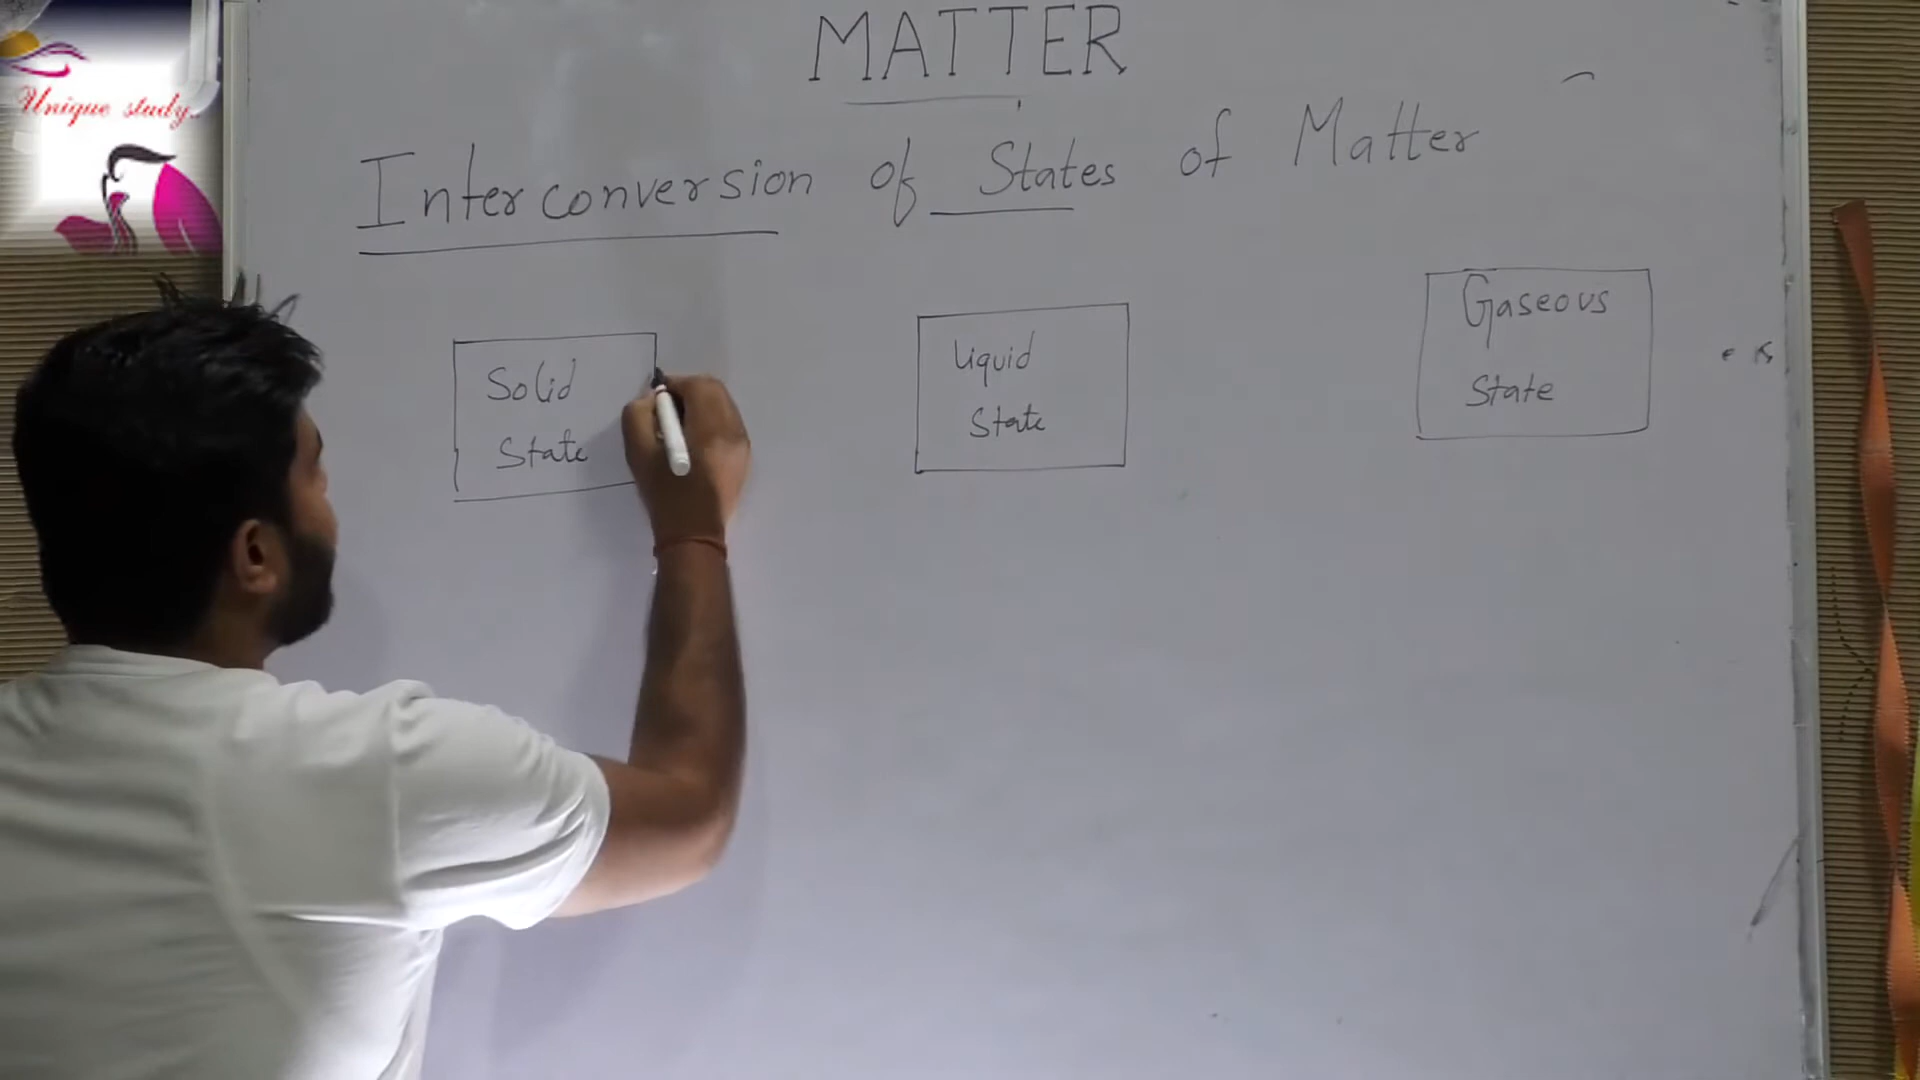 Unique study
MATTER
Interconversion of States of Matter
Solid
State
Liquid
State
Gaseous
State